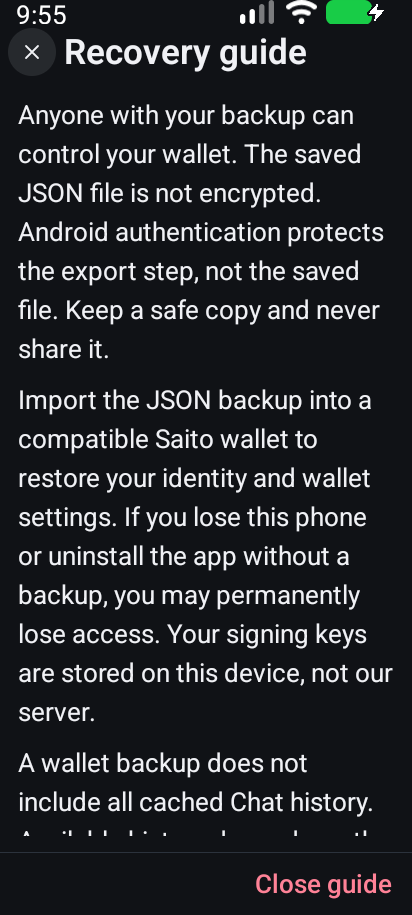 9:55
Recovery guide
Anyone with your backup can
control your wallet. The saved
JSON file is not encrypted.
Android authentication protects
the export step, not the saved
file. Keep a safe copy and never
share it.
Import the JSON backup into a
compatible Saito wallet to
restore your identity and wallet
settings. If you lose this phone
or uninstall the app without a
backup, you may permanently
lose access. Your signing keys
are stored on this device, not our
server.
A wallet backup does not
include all cached Chat history.
Close guide